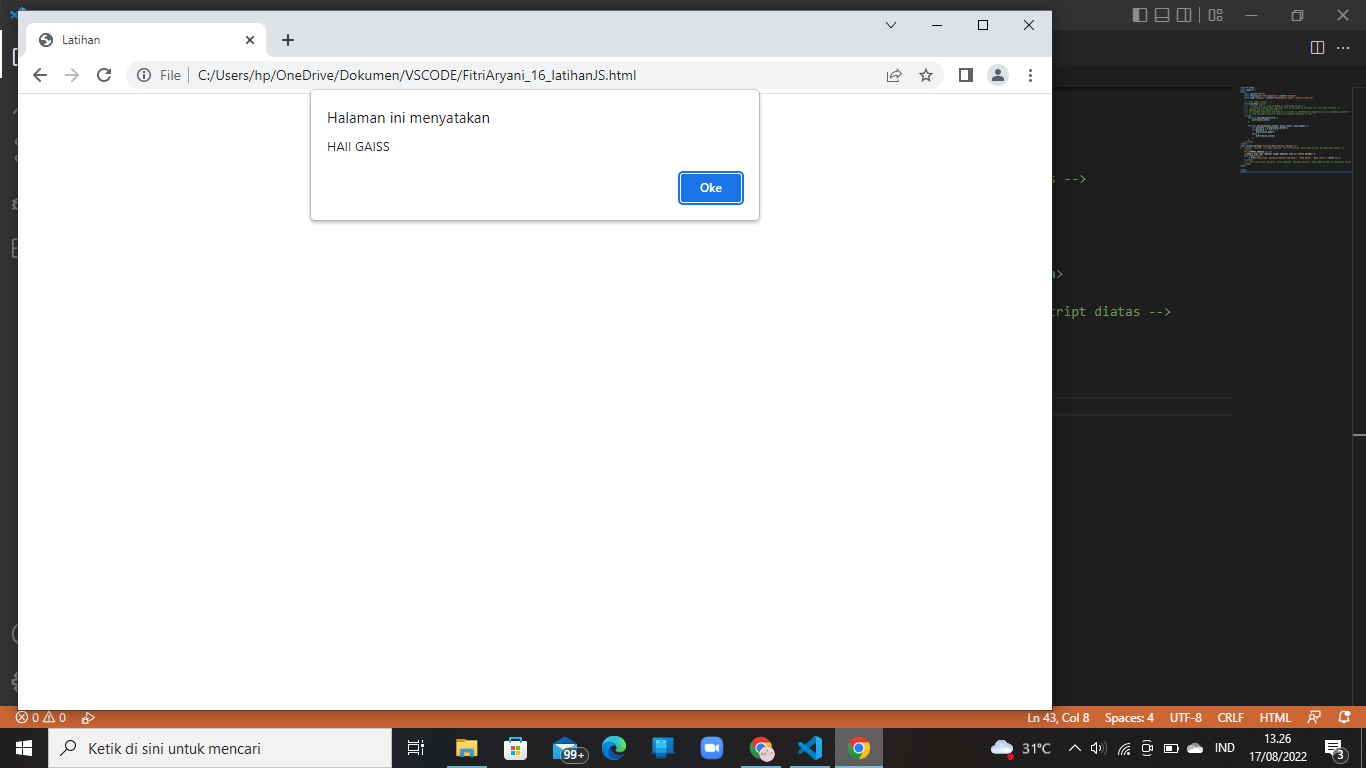 Latihan
File
C:/Users/hp/OneDrive/Dokumen/VSCODE/FitriAryani_16_latihanJS.html
Halaman ini menyatakan
HAII GAISS
Oke
-->
a>
tript diatas -->
0 0
Ln 43, Col 8 Spaces: 4 UTF-8 CRLF HTML
Ketik di sini untuk mencari
99+
31°C
IND
13.26
17/08/2022
3